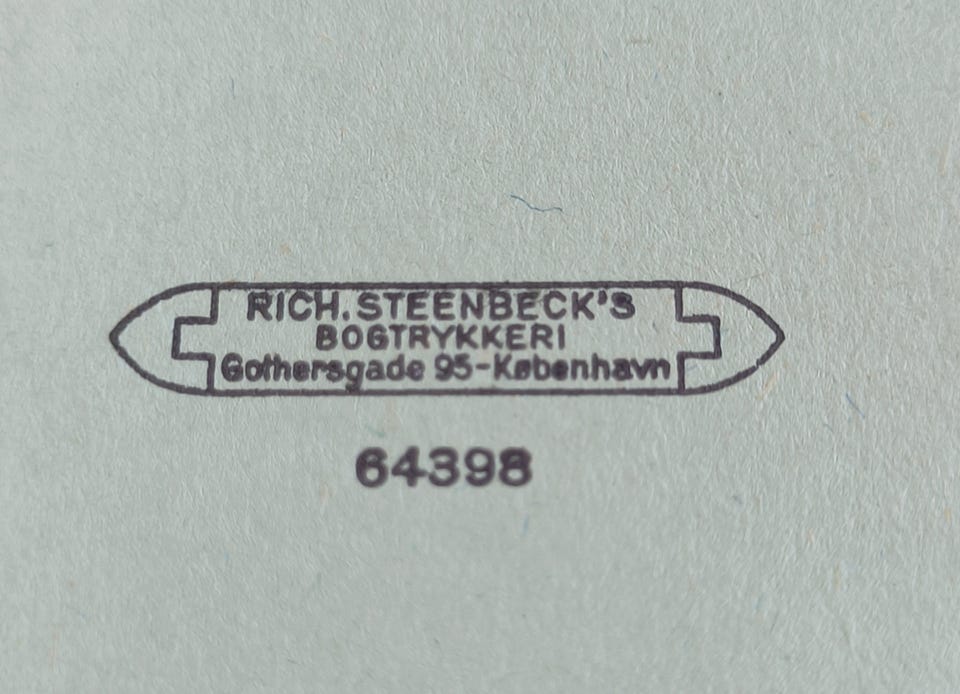 RICH. STEENBECK'S
BOGTRYKKERI
Gothersgade 95-København
64398